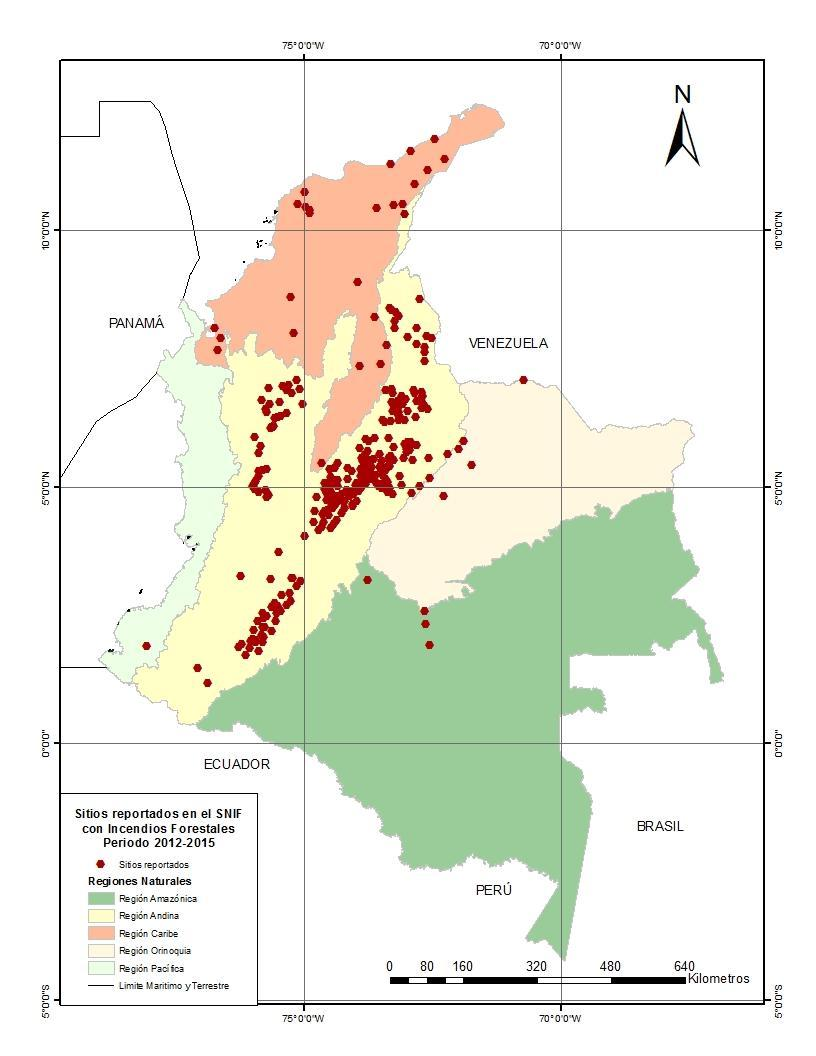 75°0'0"W 70°0'0"W
N
10°0'0"N 10°0'0"N
PANAMÁ
VENEZUELA
5°0'0"N 5°0'0"N
0°0'0" 0°0'0"
ECUADOR
Sitios reportados en el SNIF
con Incendios Forestales
Periodo 2012-2015
BRASIL
Sitios reportados
Regiones Naturales
PERÚ
Región Amazónica
Región Andina
Región Caribe
Región Orinoquia
Región Pacífica
Límite Maritimo y Terrestre
0 80 160 320 480 640
Kilometros
5°0'0"S 5°0'0"S
75°0'0"W 70°0'0"W